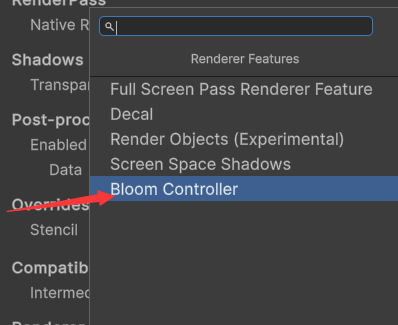 RenderPass
Native R
Shadows
Transpa
Post-proc
Enabled
Data
Overrides
Stencil
Compatib
Intermed
Renderer Features
Full Screen Pass Renderer Feature
Decal
Render Objects (Experimental)
Screen Space Shadows
Bloom Controller